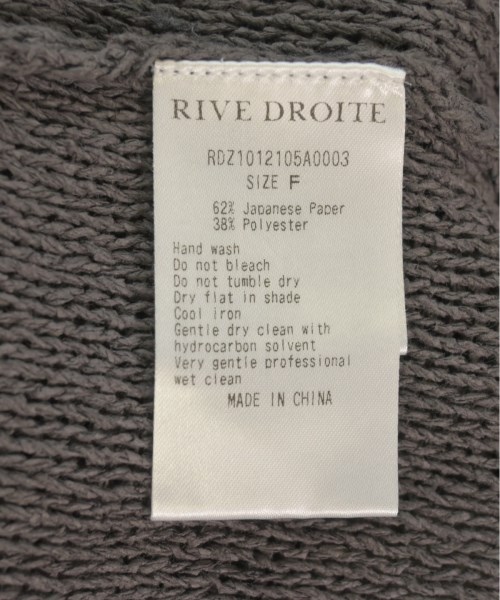 RIVE DROITE
RDZ1012105A0003
SIZE F
62% Japanese Paper
38% Polyester
Hand wash
Do not bleach
Do not tumble dry
Dry flat in shade
Cool iron
Gentle dry clean with
hydrocarbon solvent
Very gentle professional
wet clean
MADE IN CHINA